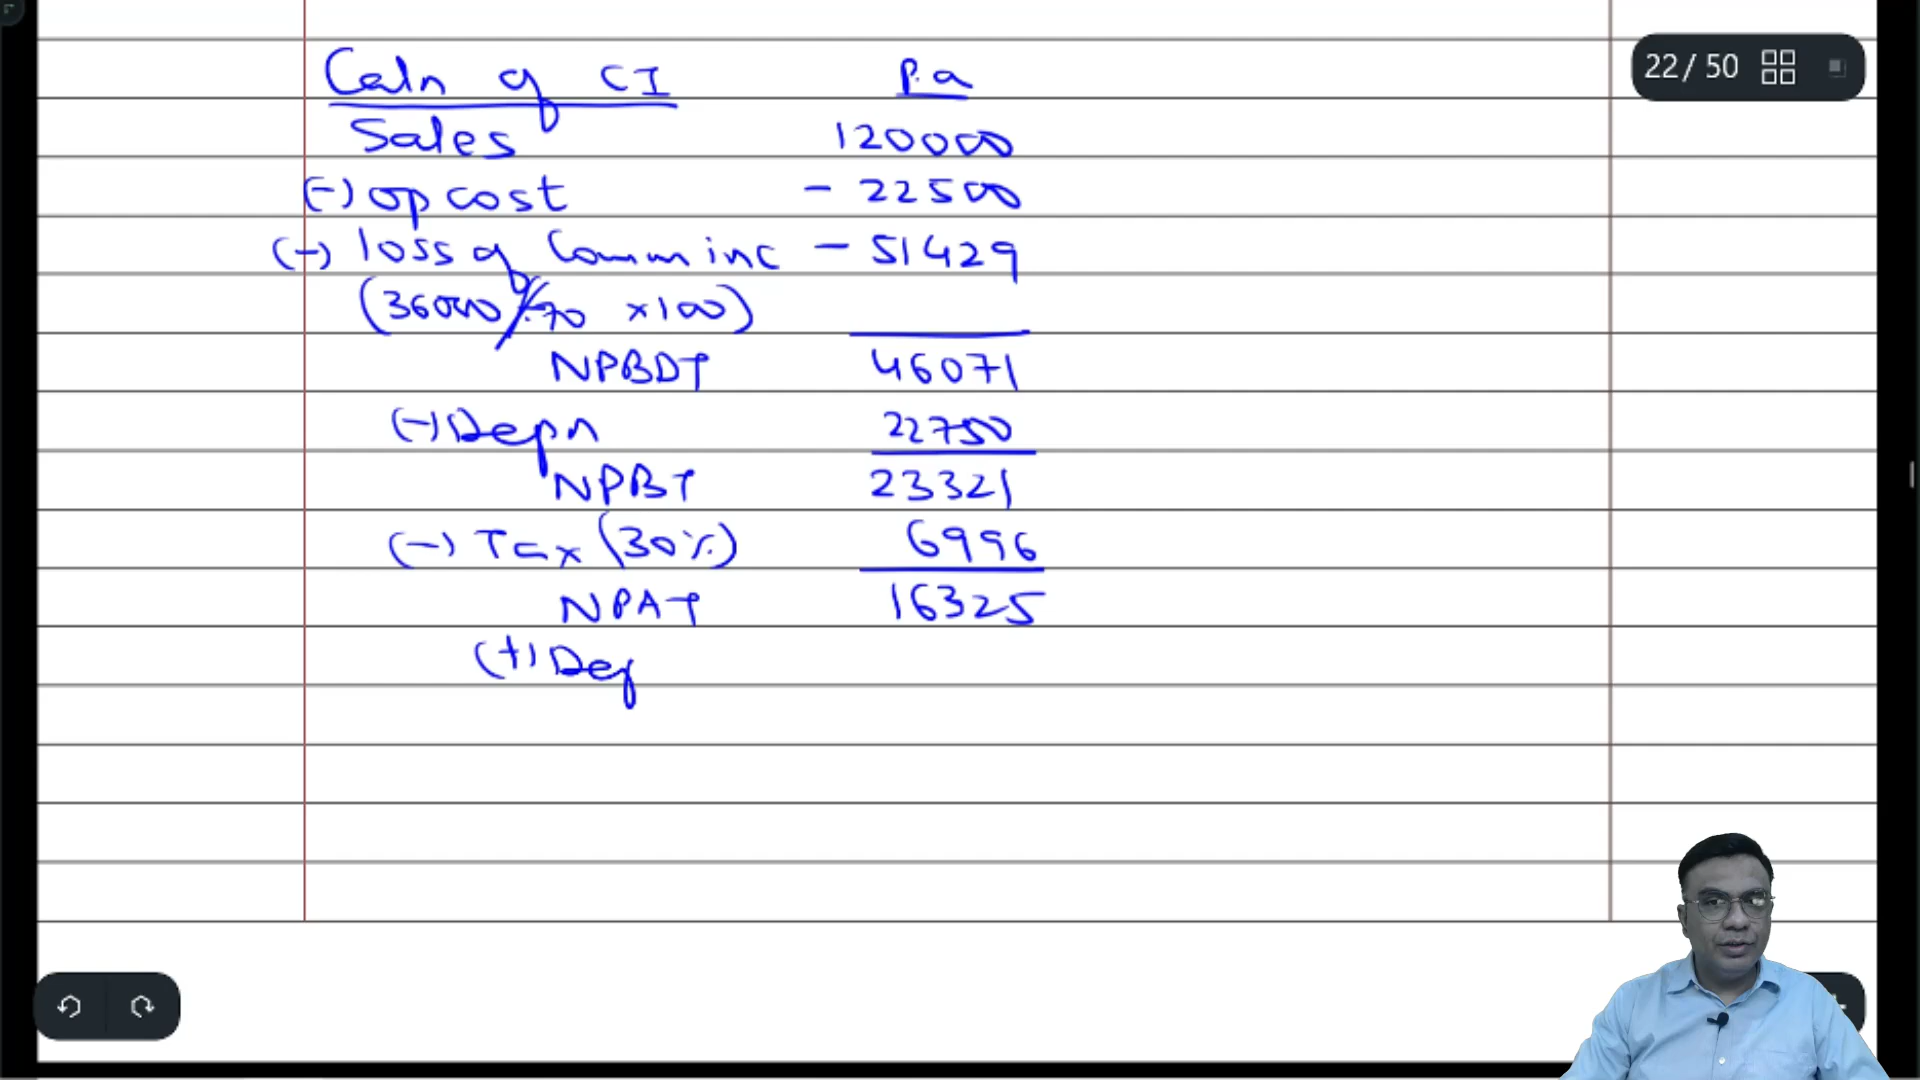 Caln of CI p.a
22/50
Sales 120000
(-) op cost - 22500
(-) loss of Comm inc - 51429
(36000/70 x100)
NPBDT 46071
(-) Depn 22750
NPBT 23321
(-) Tax (30%) 6996
NPAT 16325
(+) Dep